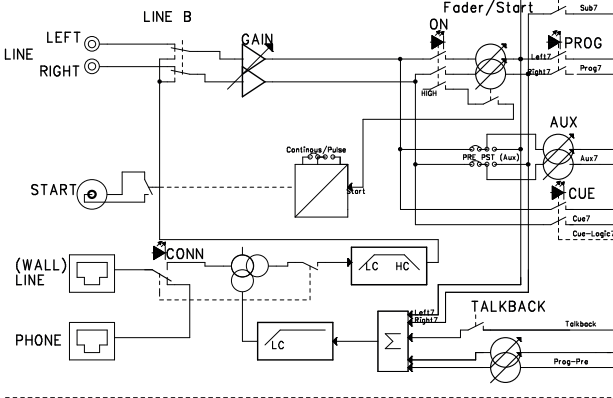 Fader/Start
Sub7
LINE B
ON
LEFT
GAIN
PROG
LINE
Left7
RIGHT
Right7
Prog7
HIGH
AUX
Continous/Pulse
PRE PST (Aux)
Aux7
START
Start
CUE
Cue7
Cue-Logic7
CONN
(WALL)
LINE
LC HC
TALKBACK
Left7
Right7
Talkback
PHONE
LC
Σ
Prog-Pre